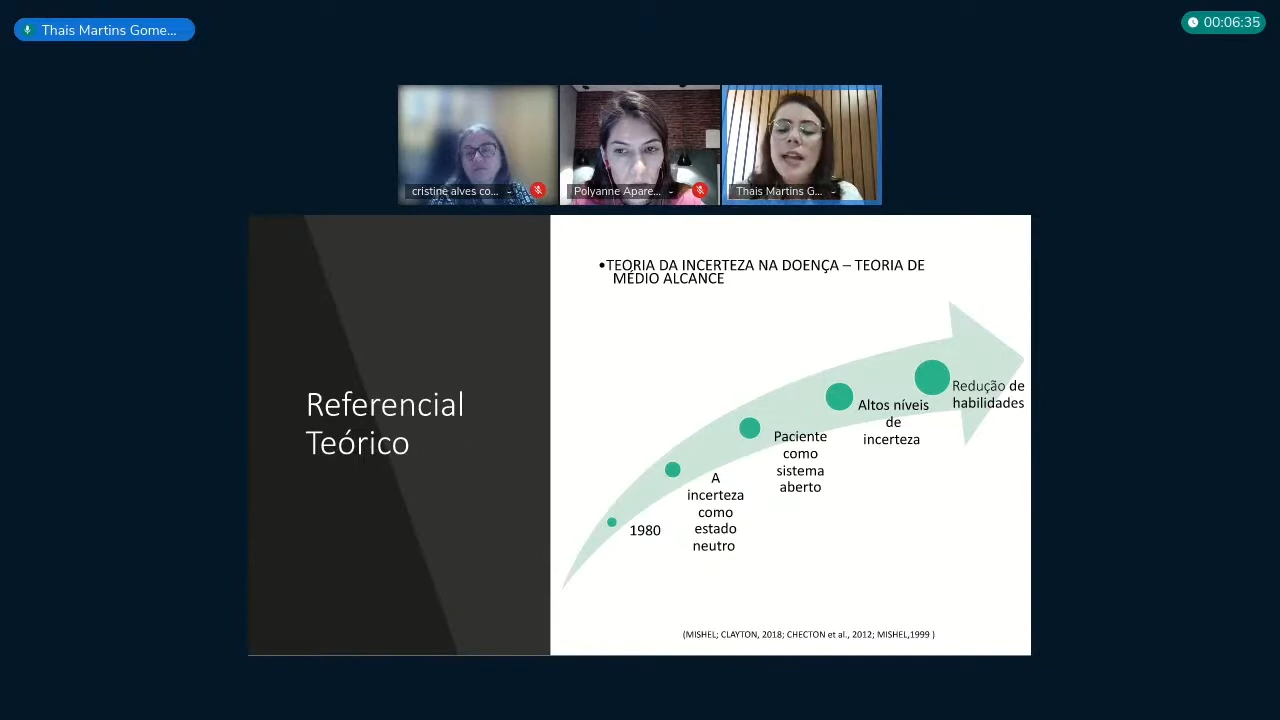 Thais Martins Gome...
00:06:35
cristine alves co...
Polyanne Apare...
Thais Martins G...
•TEORIA DA INCERTEZA NA DOENÇA – TEORIA DE
MÉDIO ALCANCE
Referencial
Teórico
1980
A
incerteza
como
estado
neutro
Paciente
como
sistema
aberto
Altos níveis
de
incerteza
Redução de
habilidades
(MISHEL; CLAYTON, 2018; CHECTON et al., 2012; MISHEL,1999 )